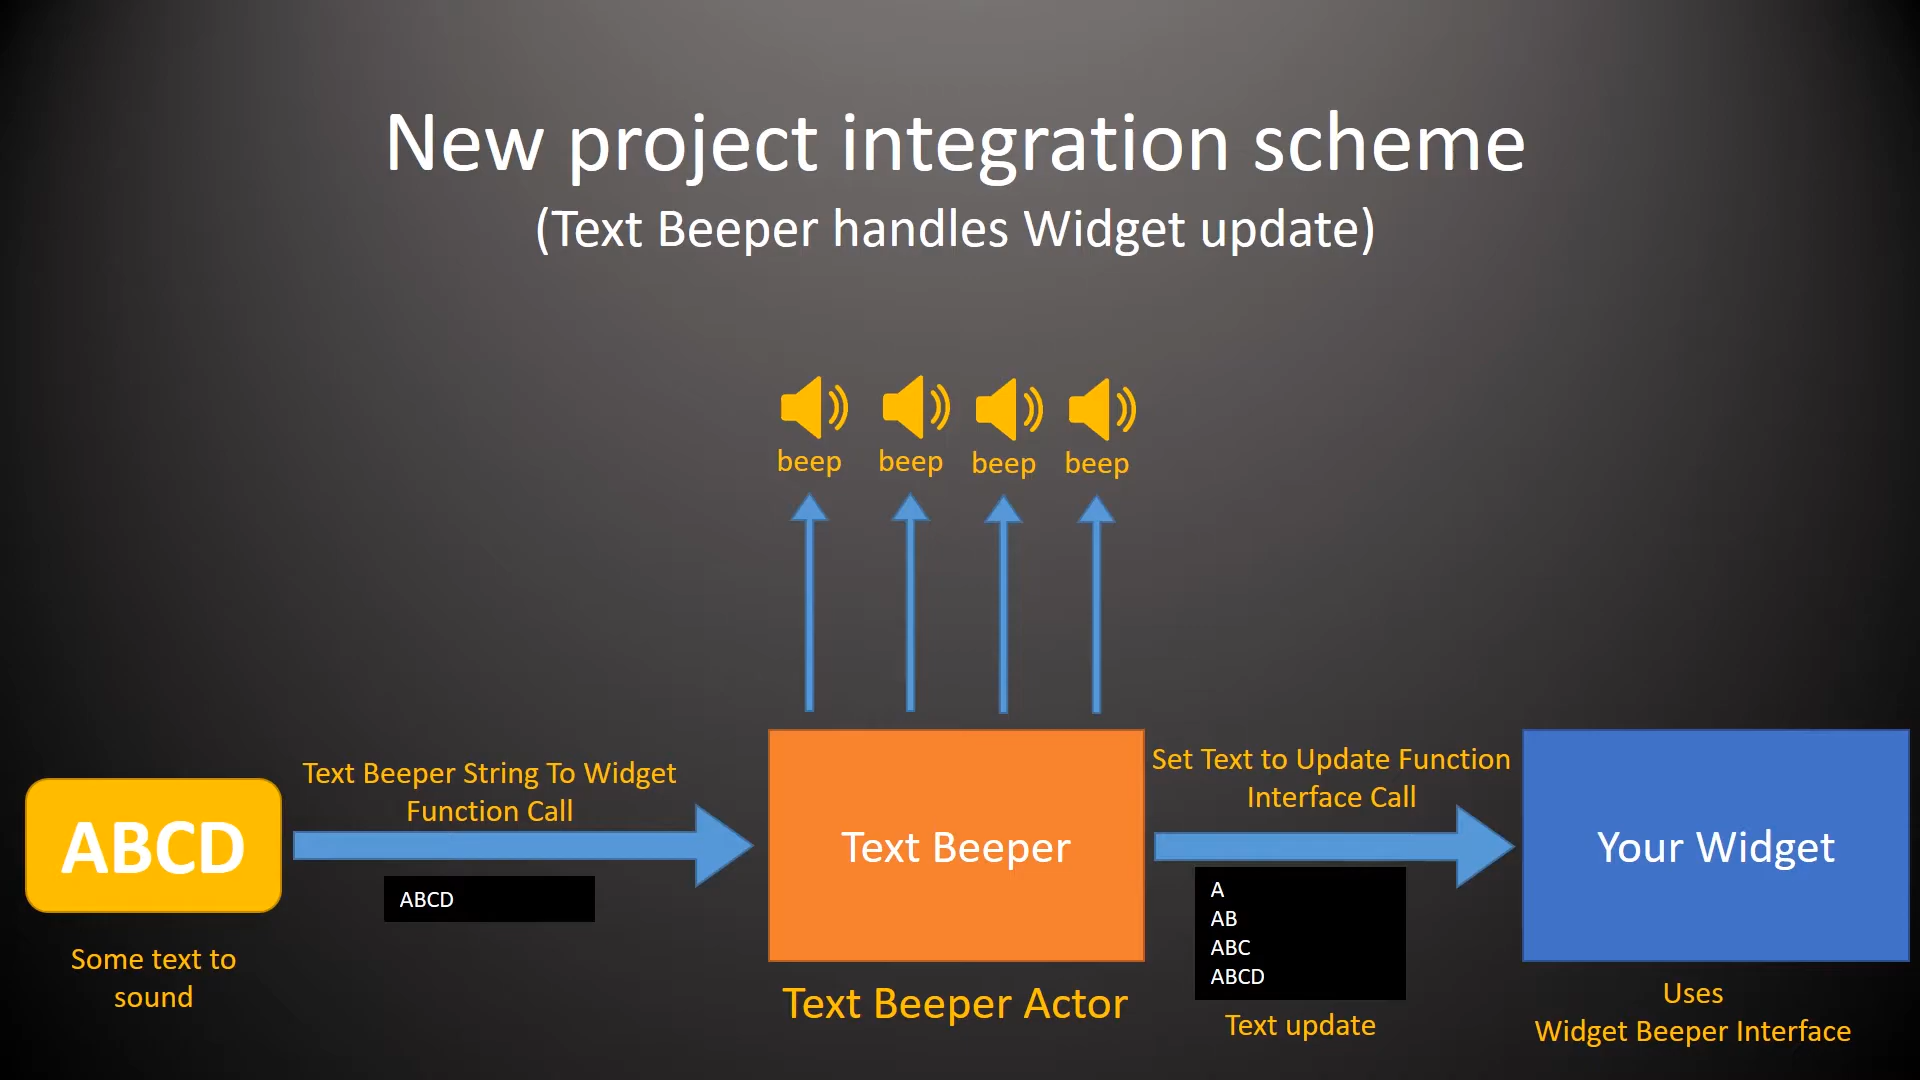 New project integration scheme
(Text Beeper handles Widget update)
beep
beep
beep
beep
ABCD
Some text to
sound
Text Beeper String To Widget
Function Call
ABCD
Text Beeper
Text Beeper Actor
Set Text to Update Function
Interface Call
A
AB
ABC
ABCD
Text update
Your Widget
Uses
Widget Beeper Interface